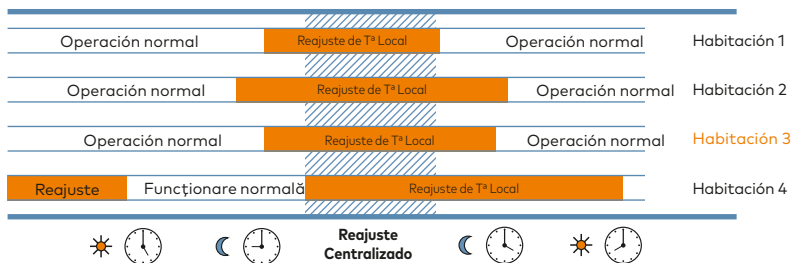 Operación normal Reajuste de Tª Local Operación normal Habitación 1
Operación normal Reajuste de Tª Local Operación normal Habitación 2
Operación normal Reajuste de Tª Local Operación normal Habitación 3
Reajuste Funcționare normală Reajuste de Tª Local Habitación 4
Reajuste
Centralizado